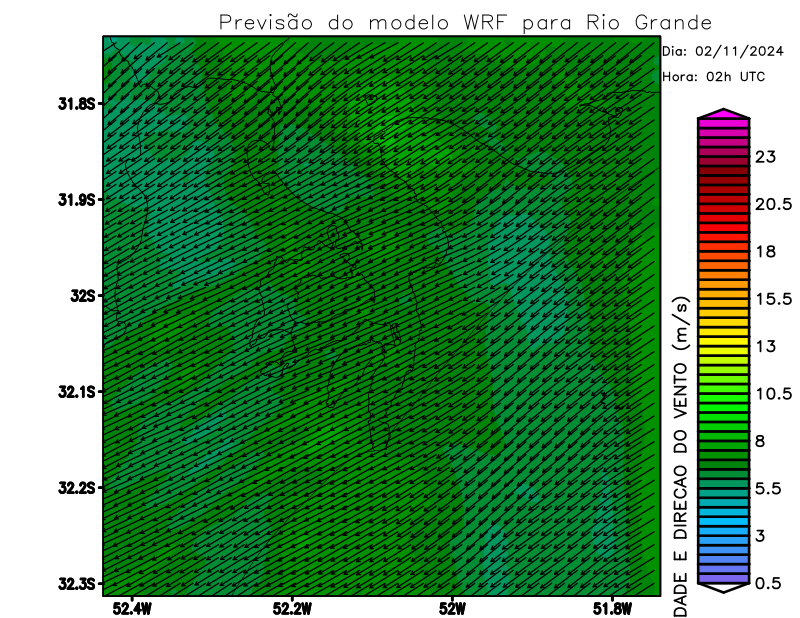 Previsão do modelo WRF para Rio Grande
Dia: 02/11/2024
Hora: 02h UTC
31.8S
31.9S
32S
32.1S
32.2S
32.3S
52.4W
52.2W
52W
51.8W
23
20.5
18
15.5
13
10.5
8
5.5
3
0.5
DADE E DIRECAO DO VENTO (m/s)